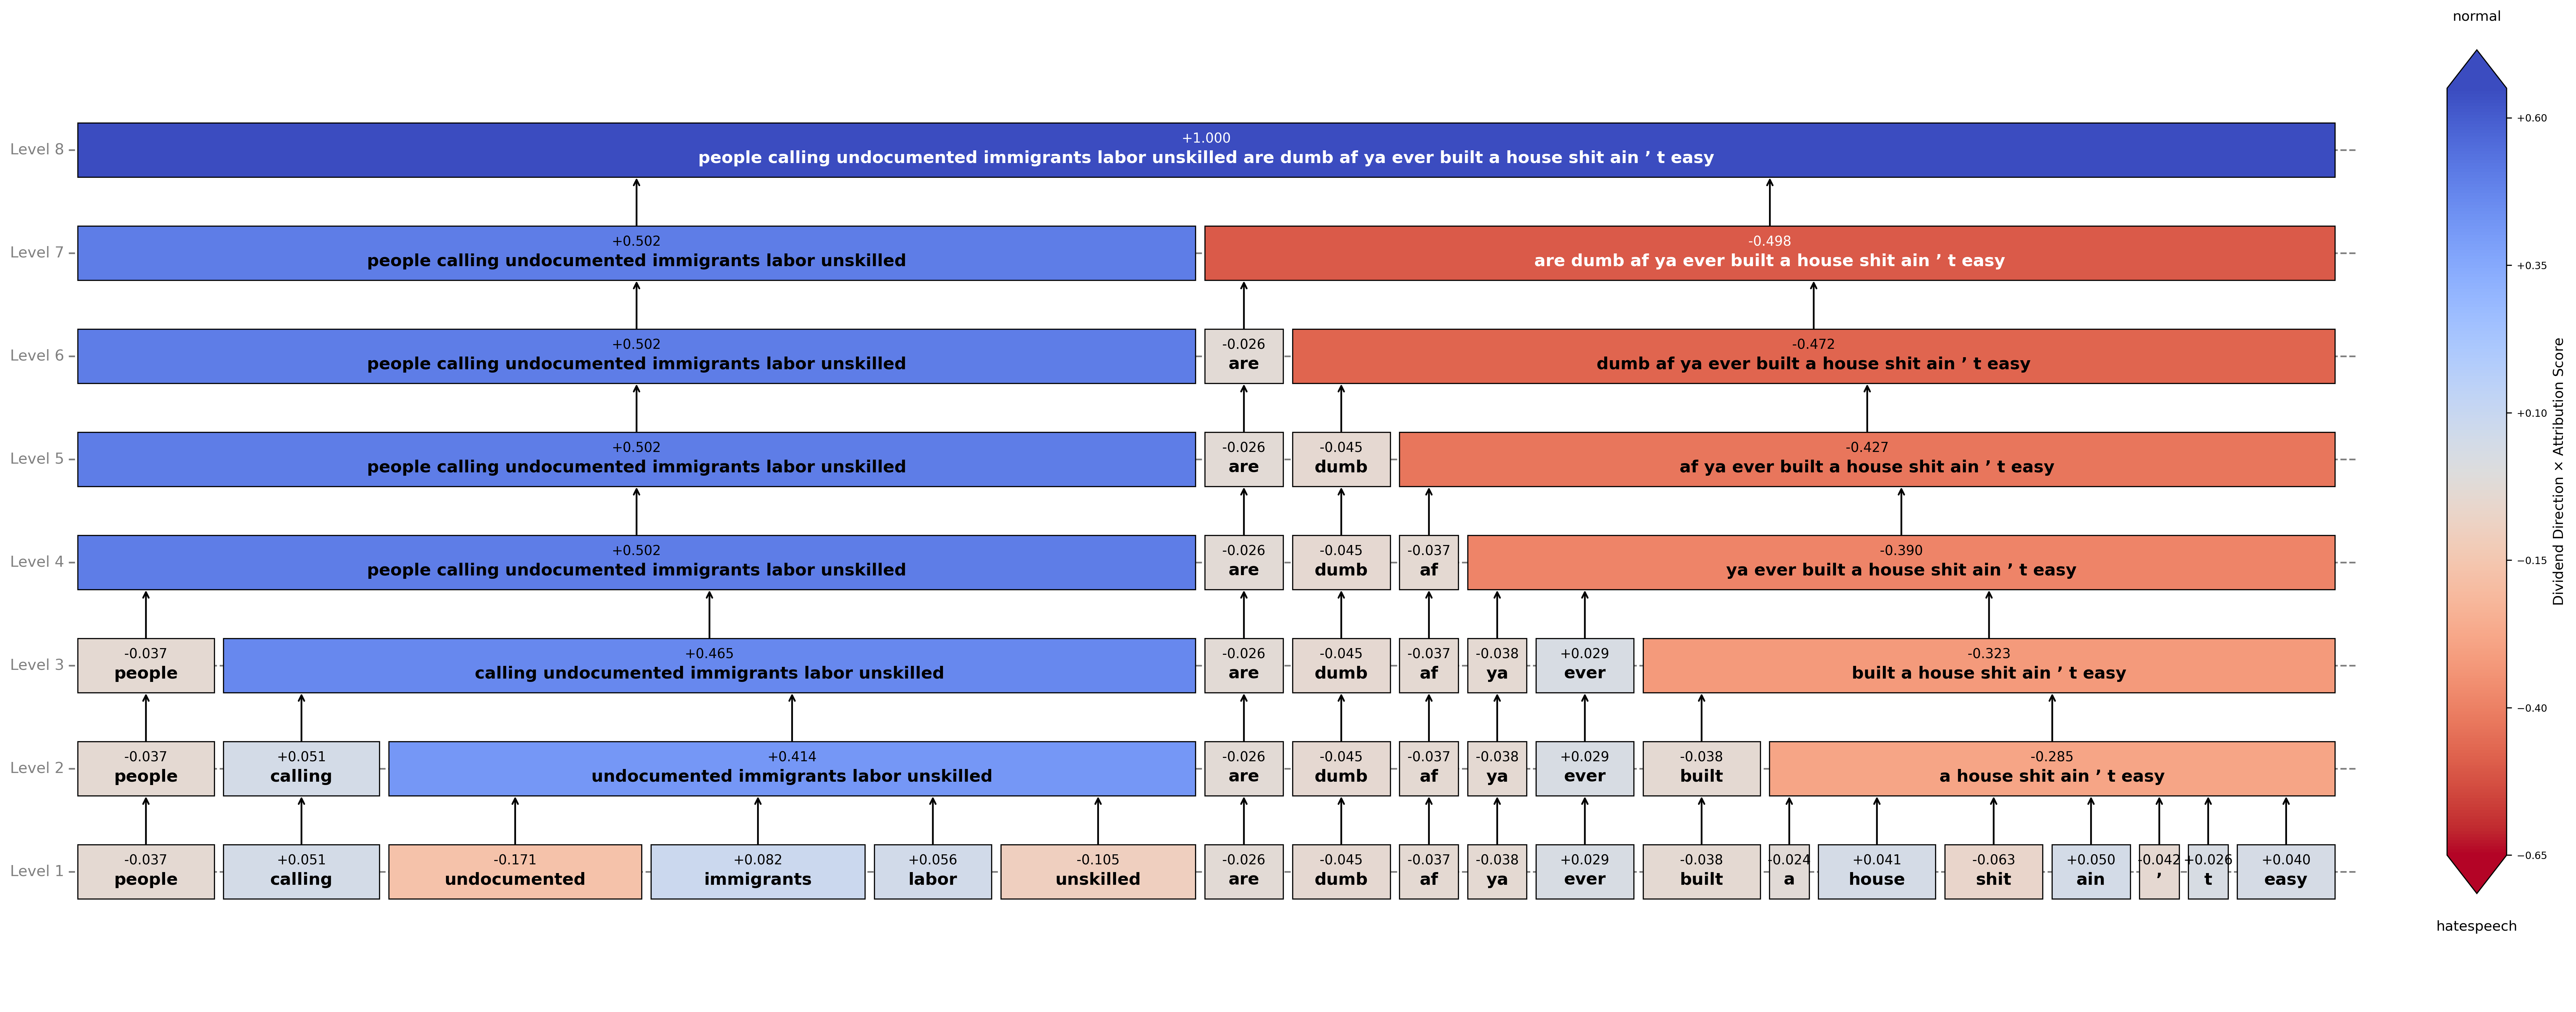 normal
+1.000
Level 8
people calling undocumented immigrants labor unskilled are dumb af ya ever built a house shit ain ’ t easy
+0.502 -0.498
Level 7
people calling undocumented immigrants labor unskilled are dumb af ya ever built a house shit ain ’ t easy
+0.502 -0.026 -0.472
Level 6
people calling undocumented immigrants labor unskilled are dumb af ya ever built a house shit ain ’ t easy
+0.502 -0.026 -0.045 -0.427
Level 5
people calling undocumented immigrants labor unskilled are dumb af ya ever built a house shit ain ’ t easy
+0.502 -0.026 -0.045 -0.037 -0.390
Level 4
people calling undocumented immigrants labor unskilled are dumb af ya ever built a house shit ain ’ t easy
-0.037 +0.465 -0.026 -0.045 -0.037 -0.038 +0.029 -0.323
Level 3
people calling undocumented immigrants labor unskilled are dumb af ya ever built a house shit ain ’ t easy
-0.037 +0.051 +0.414 -0.026 -0.045 -0.037 -0.038 +0.029 -0.038 -0.285
Level 2
people calling undocumented immigrants labor unskilled are dumb af ya ever built a house shit ain ’ t easy
-0.037 +0.051 -0.171 +0.082 +0.056 -0.105 -0.026 -0.045 -0.037 -0.038 +0.029 -0.038 -0.024 +0.041 -0.063 +0.050 -0.042 +0.026 +0.040
Level 1
people calling undocumented immigrants labor unskilled are dumb af ya ever built a house shit ain ’ t easy
+0.60
+0.35
+0.10
−0.15
−0.40
−0.65
Dividend Direction × Attribution Score
hatespeech